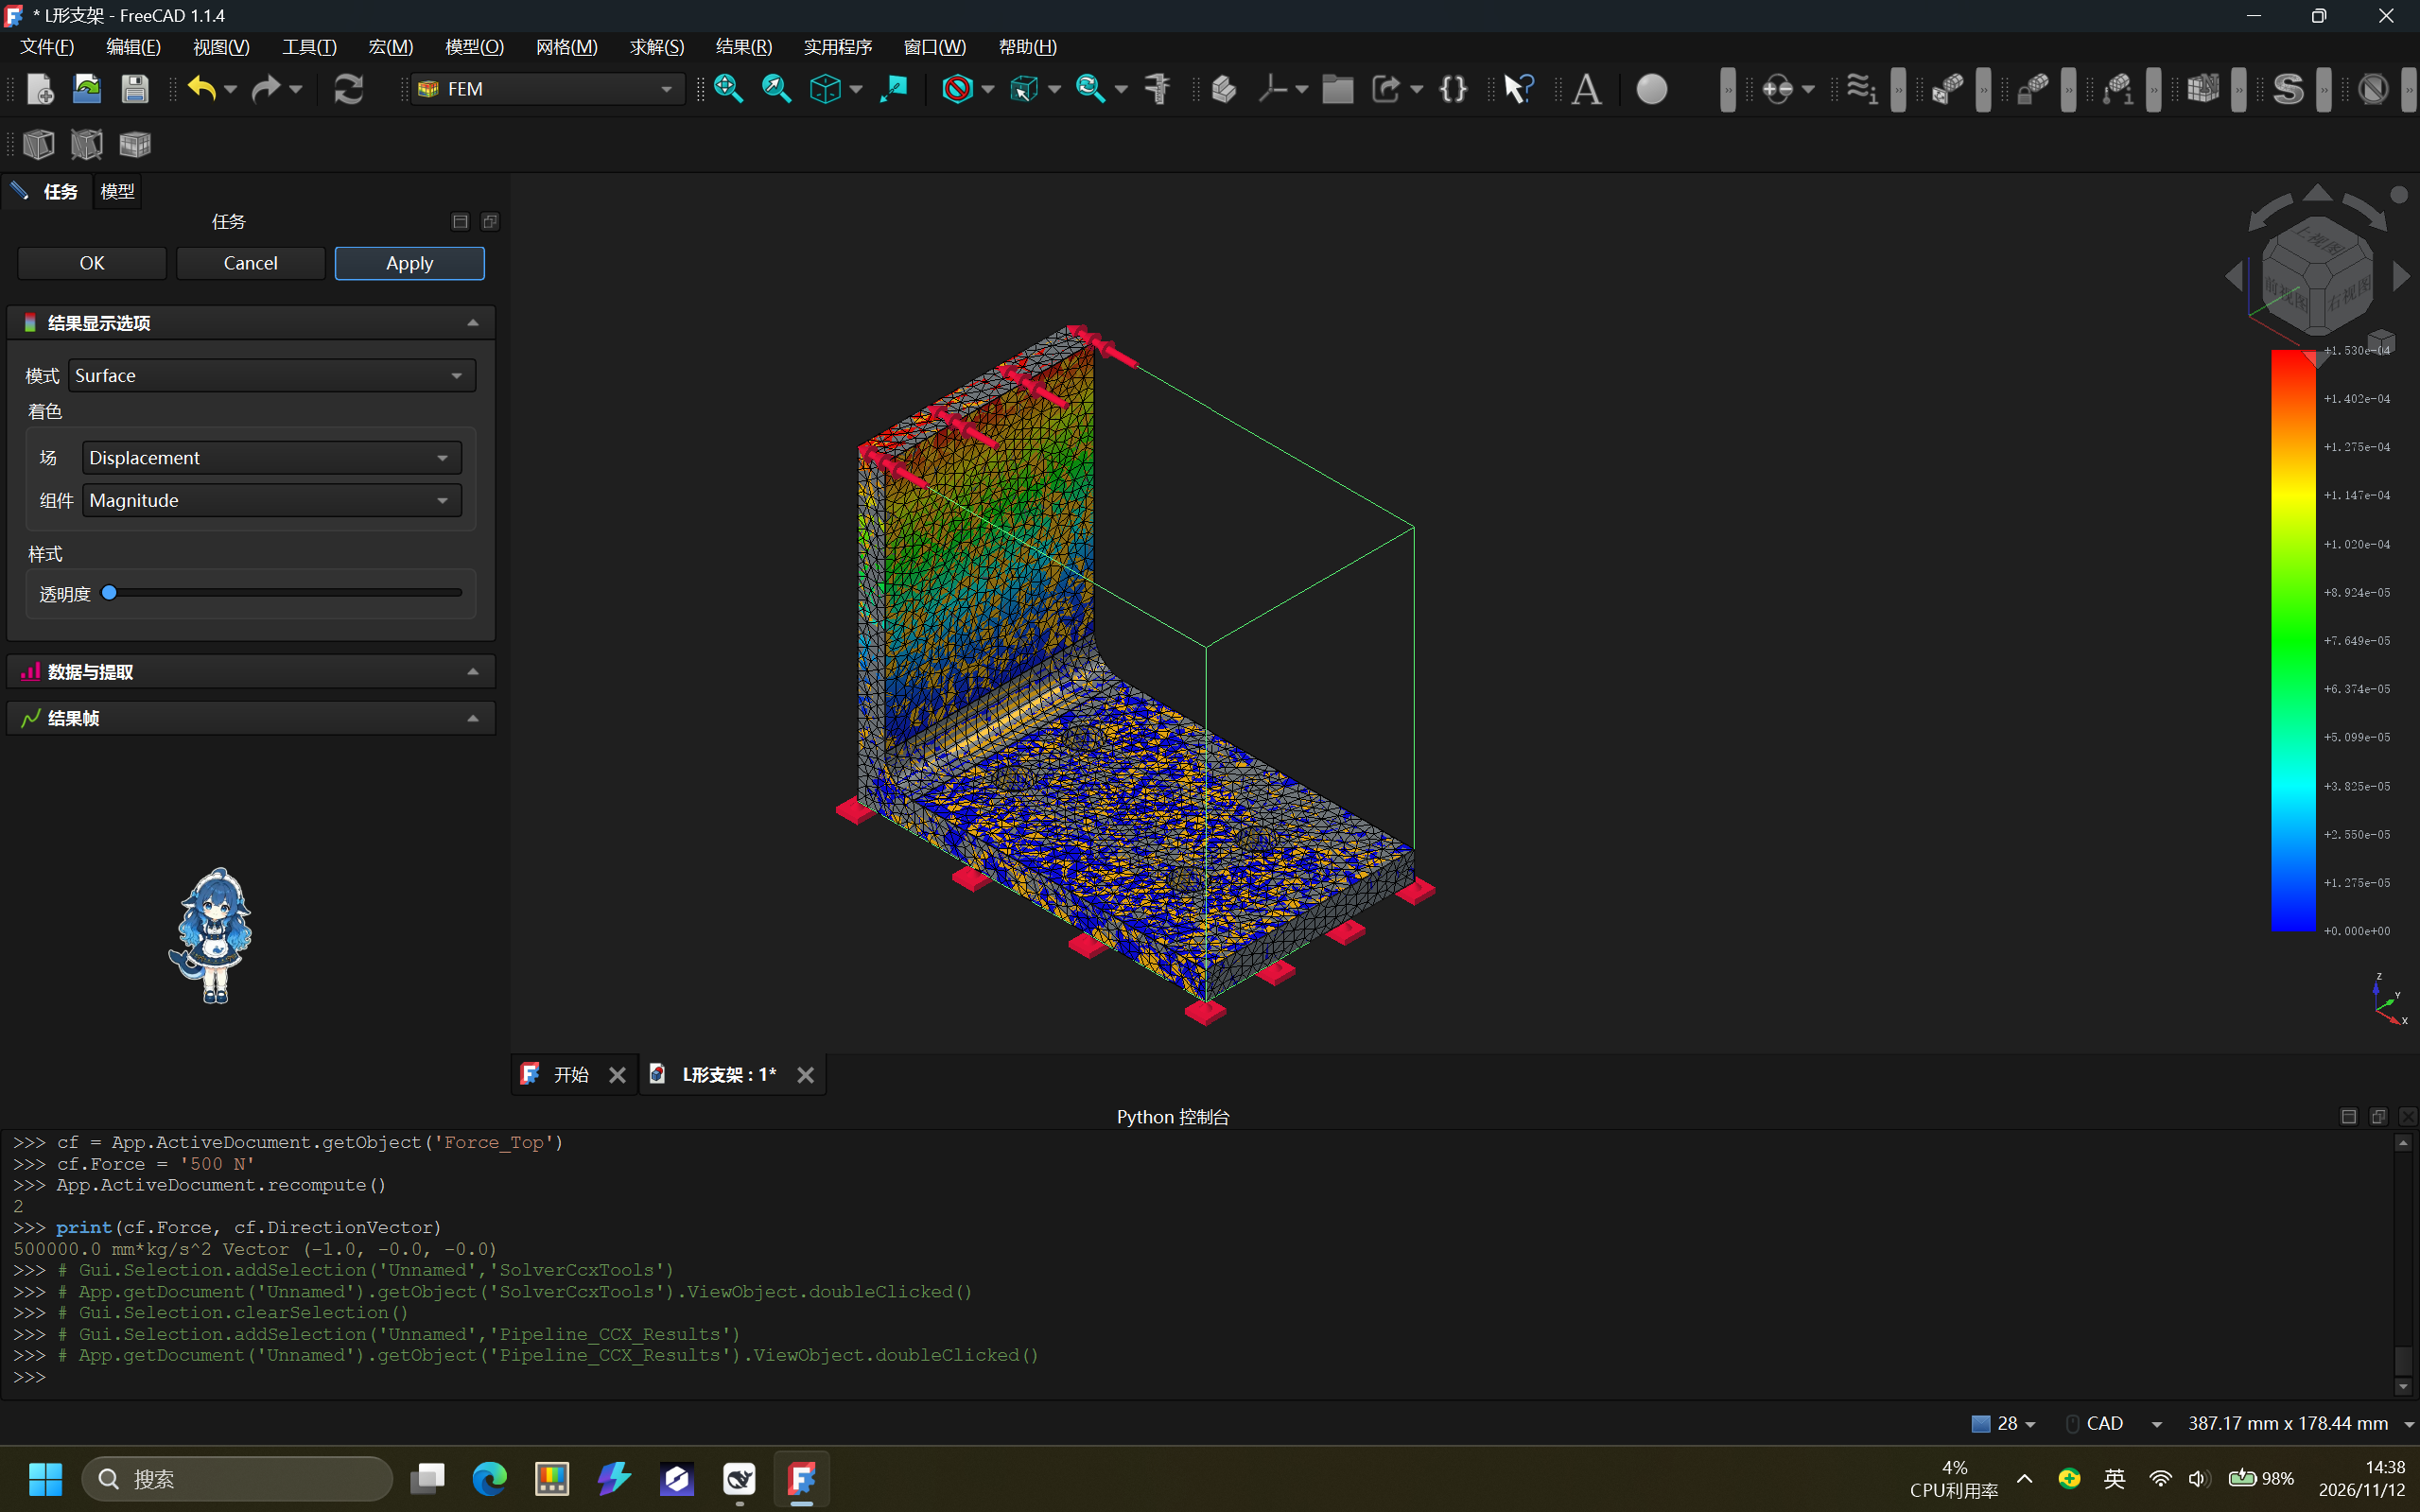 * L形支架 - FreeCAD 1.1.4
文件(F) 编辑(E) 视图(V) 工具(T) 宏(M) 模型(O) 网格(M) 求解(S) 结果(R) 实用程序 窗口(W) 帮助(H)
FEM
任务 模型
任务
OK Cancel Apply
结果显示选项
模式 Surface
着色
场 Displacement
组件 Magnitude
样式
透明度
数据与提取
结果帧
上视图
前视图 右视图
+1.530e-04
+1.402e-04
+1.275e-04
+1.147e-04
+1.020e-04
+8.924e-05
+7.649e-05
+6.374e-05
+5.099e-05
+3.825e-05
+2.550e-05
+1.275e-05
+0.000e+00
Z
Y
X
开始 L形支架 : 1*
Python 控制台
>>> cf = App.ActiveDocument.getObject('Force_Top')
>>> cf.Force = '500 N'
>>> App.ActiveDocument.recompute()
2
>>> print(cf.Force, cf.DirectionVector)
500000.0 mm*kg/s^2 Vector (-1.0, -0.0, -0.0)
>>> # Gui.Selection.addSelection('Unnamed','SolverCcxTools')
>>> # App.getDocument('Unnamed').getObject('SolverCcxTools').ViewObject.doubleClicked()
>>> # Gui.Selection.clearSelection()
>>> # Gui.Selection.addSelection('Unnamed','Pipeline_CCX_Results')
>>> # App.getDocument('Unnamed').getObject('Pipeline_CCX_Results').ViewObject.doubleClicked()
>>>
28 CAD 387.17 mm x 178.44 mm
搜索
4%
CPU利用率
英
98%
14:38
2026/11/12